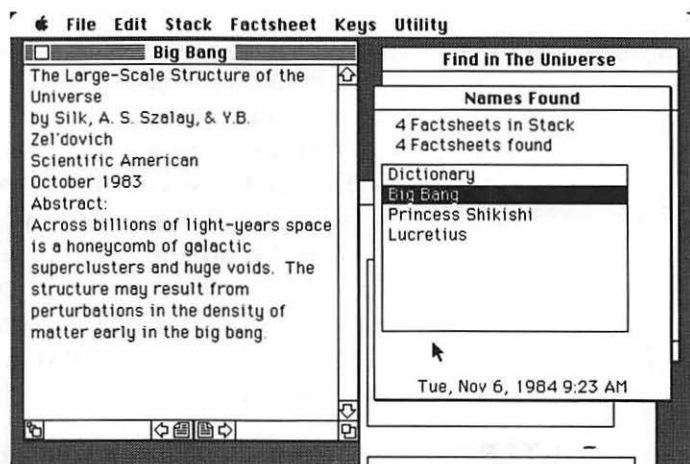 File Edit Stack Factsheet Keys Utility
Big Bang
The Large-Scale Structure of the
Universe
by Silk, A. S. Szalay, & Y.B.
Zel'dovich
Scientific American
October 1983
Abstract:
Across billions of light-years space
is a honeycomb of galactic
superclusters and huge voids. The
structure may result from
perturbations in the density of
matter early in the big bang.
Find in The Universe
Names Found
4 Factsheets in Stack
4 Factsheets found
Dictionary
Big Bang
Princess Shikishi
Lucretius
Tue, Nov 6, 1984 9:23 AM